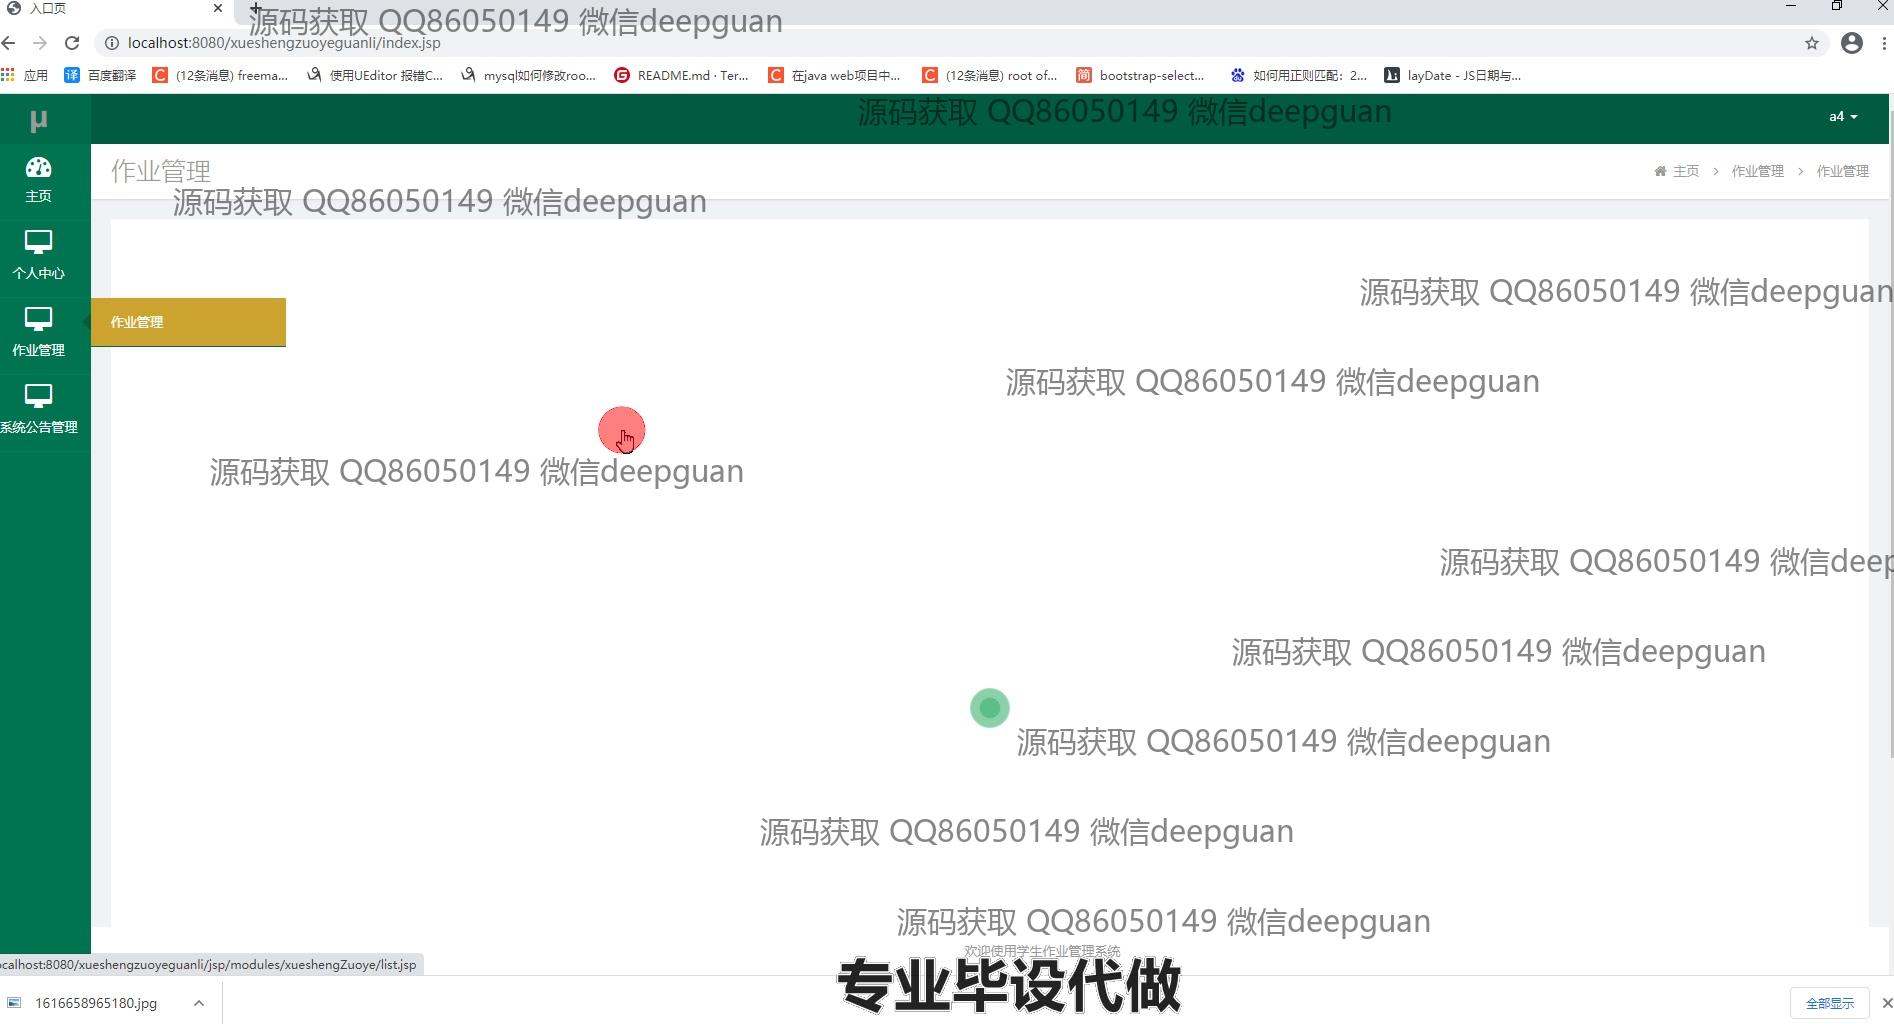 入口页
源码获取 QQ86050149 微信deepguan
localhost:8080/xueshengzuoyeguanli/index.jsp
应用
百度翻译
(12条消息) freema...
使用UEditor 报错C...
mysql如何修改roo...
README.md · Ter...
在java web项目中...
(12条消息) root of...
bootstrap-select...
如何用正则匹配：2...
layDate - JS日期与...
μ
源码获取 QQ86050149 微信deepguan
a4
作业管理
主页 > 作业管理 > 作业管理
主页
源码获取 QQ86050149 微信deepguan
个人中心
源码获取 QQ86050149 微信deepguan
作业管理
作业管理
源码获取 QQ86050149 微信deepguan
系统公告管理
源码获取 QQ86050149 微信deepguan
源码获取 QQ86050149 微信deep
源码获取 QQ86050149 微信deepguan
源码获取 QQ86050149 微信deepguan
源码获取 QQ86050149 微信deepguan
源码获取 QQ86050149 微信deepguan
欢迎使用学生作业管理系统
ocalhost:8080/xueshengzuoyeguanli/jsp/modules/xueshengZuoye/list.jsp
专业毕设代做
1616658965180.jpg
全部显示